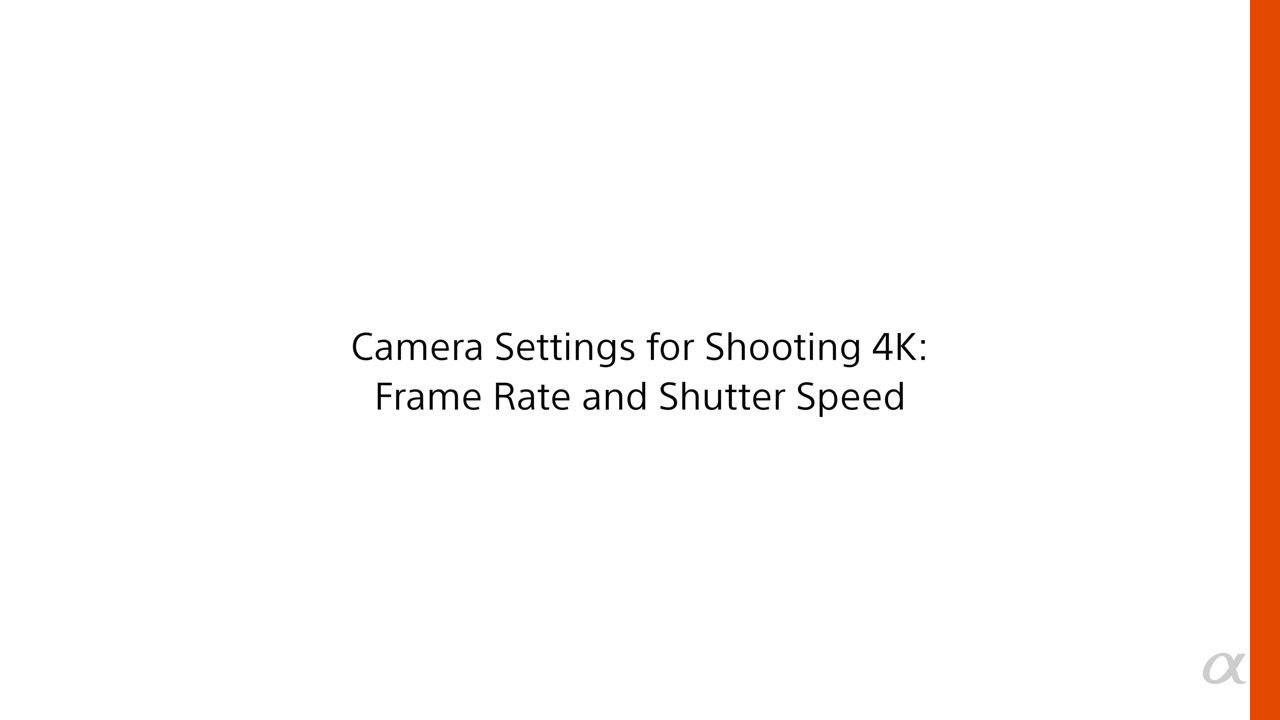 Camera Settings for Shooting 4K:
Frame Rate and Shutter Speed
α